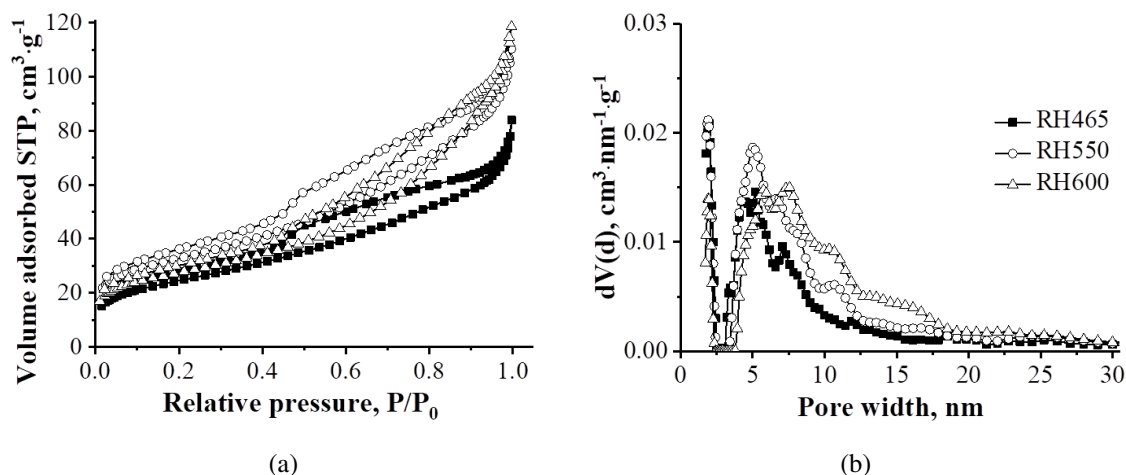 120
100
80
60
40
20
0
0.0 0.2 0.4 0.6 0.8 1.0
Volume adsorbed STP, cm³·g⁻¹
Relative pressure, P/P₀
(a)
0.03
0.02
0.01
0.00
0 5 10 15 20 25 30
dV(d), cm³·nm⁻¹·g⁻¹
Pore width, nm
RH465
RH550
RH600
(b)